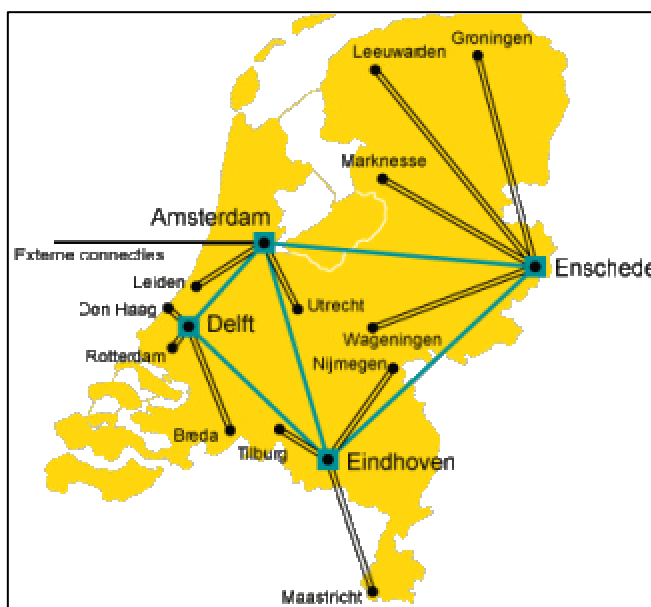 Groningen
Leeuwarden
Marknesse
Amsterdam
Externe connecties
Enschede
Leiden
Den Haag
Utrecht
Delft
Wageningen
Rotterdam
Nijmegen
Breda
Tilburg
Eindhoven
Maastricht